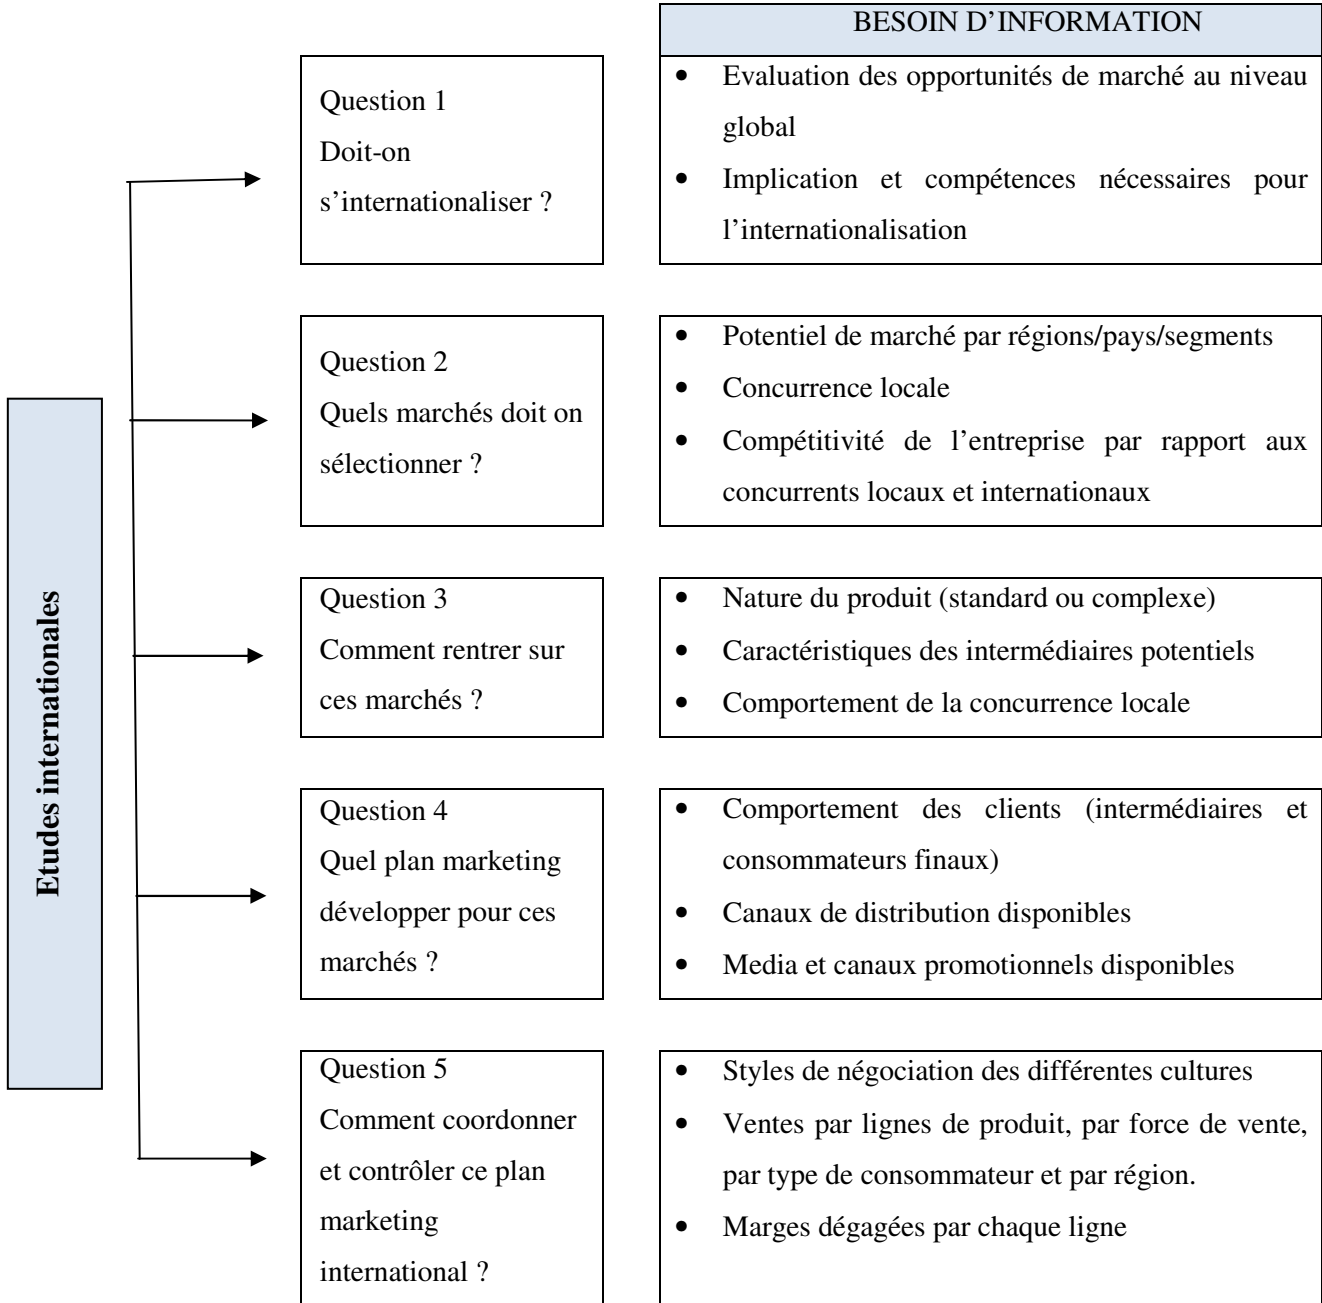 BESOIN D’INFORMATION
Question 1
Doit-on
s’internationaliser ?
• Evaluation des opportunités de marché au niveau
global
• Implication et compétences nécessaires pour
l’internationalisation
Question 2
Quels marchés doit on
sélectionner ?
• Potentiel de marché par régions/pays/segments
• Concurrence locale
• Compétitivité de l’entreprise par rapport aux
concurrents locaux et internationaux
Etudes internationales
Question 3
Comment rentrer sur
ces marchés ?
• Nature du produit (standard ou complexe)
• Caractéristiques des intermédiaires potentiels
• Comportement de la concurrence locale
Question 4
Quel plan marketing
développer pour ces
marchés ?
• Comportement des clients (intermédiaires et
consommateurs finaux)
• Canaux de distribution disponibles
• Media et canaux promotionnels disponibles
Question 5
Comment coordonner
et contrôler ce plan
marketing
international ?
• Styles de négociation des différentes cultures
• Ventes par lignes de produit, par force de vente,
par type de consommateur et par région.
• Marges dégagées par chaque ligne